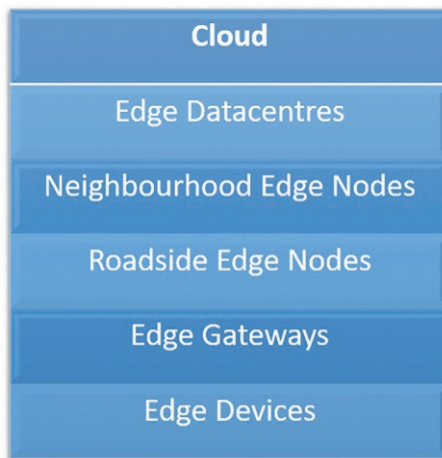 Cloud
Edge Datacentres
Neighbourhood Edge Nodes
Roadside Edge Nodes
Edge Gateways
Edge Devices